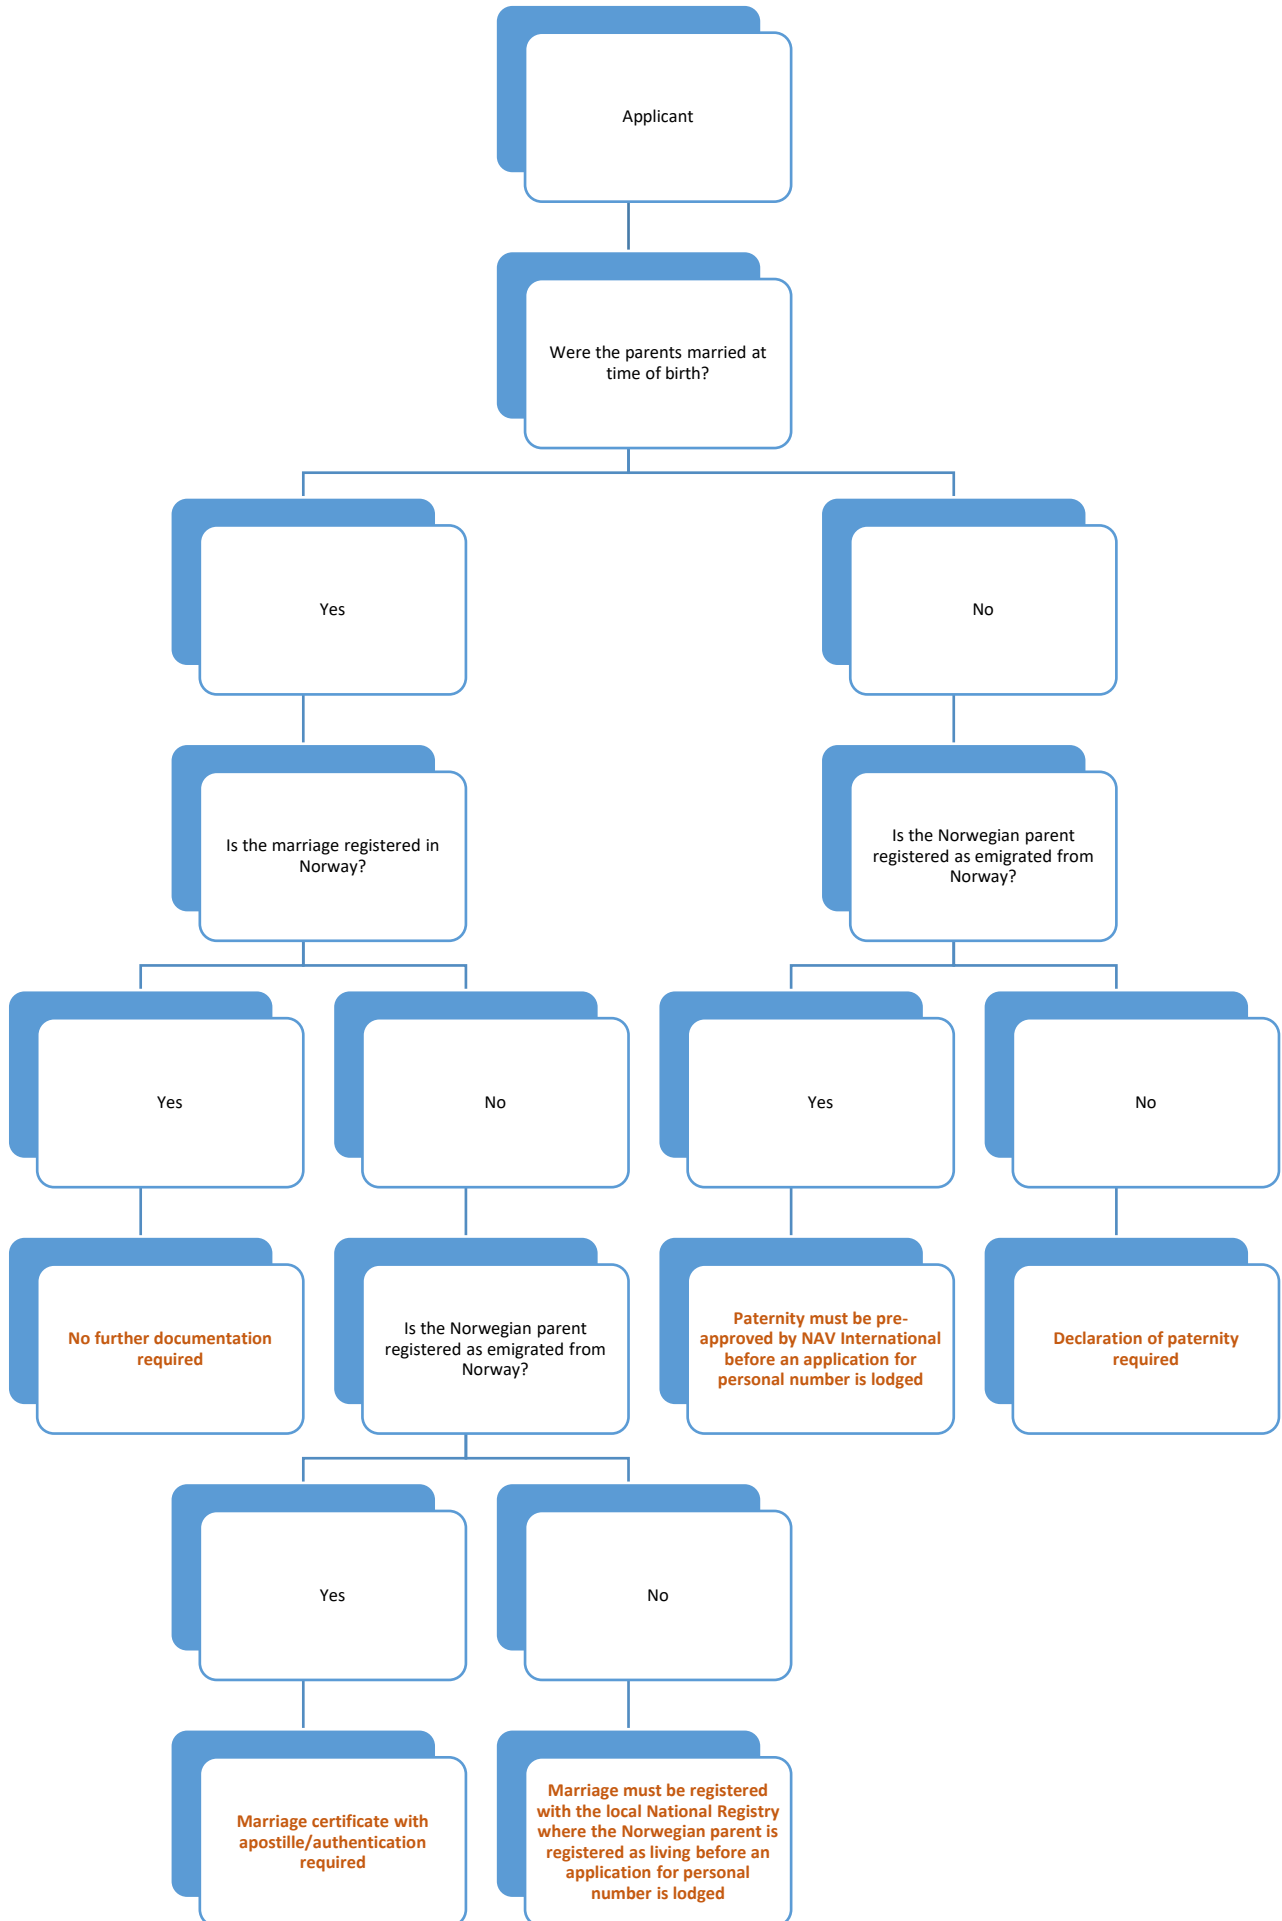 Applicant
Were the parents married at
time of birth?
Yes
No
Is the marriage registered in
Norway?
Is the Norwegian parent
registered as emigrated from
Norway?
Yes
No
Yes
No
No further documentation
required
Is the Norwegian parent
registered as emigrated from
Norway?
Paternity must be pre-
approved by NAV International
before an application for
personal number is lodged
Declaration of paternity
required
Yes
No
Marriage certificate with
apostille/authentication
required
Marriage must be registered
with the local National Registry
where the Norwegian parent is
registered as living before an
application for personal
number is lodged